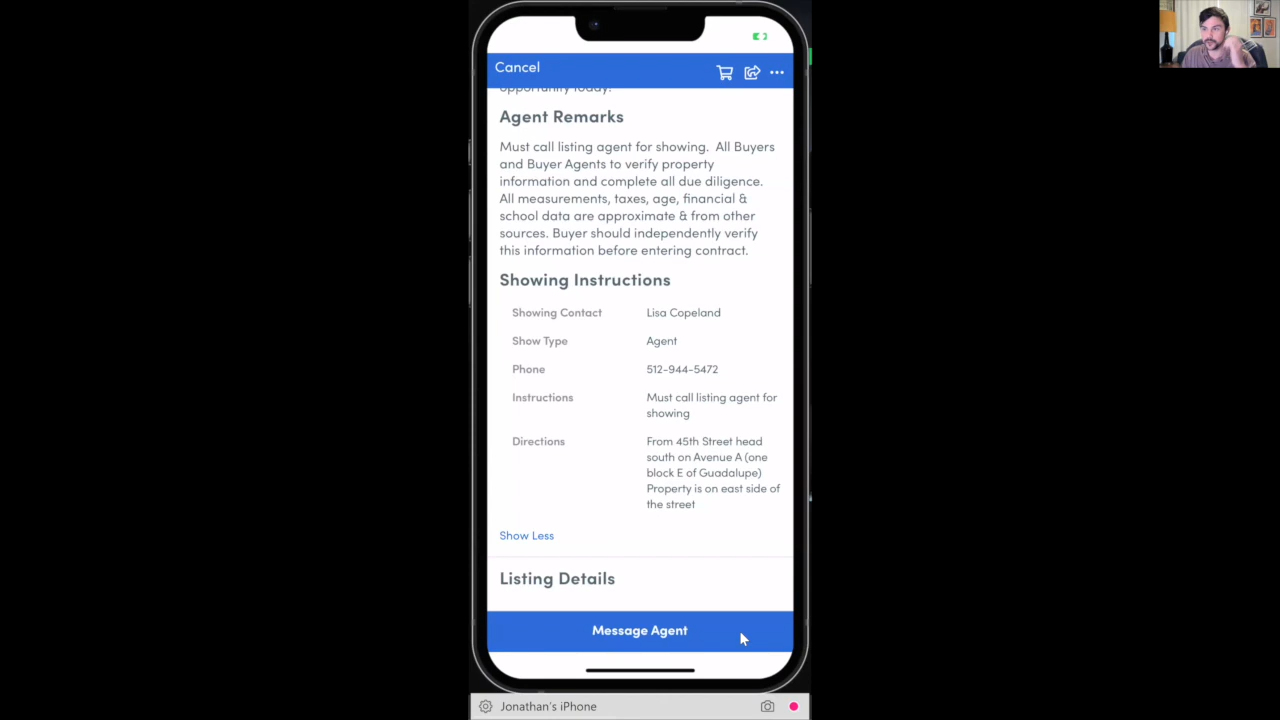 Cancel
opportunity today!
Agent Remarks
Must call listing agent for showing.  All Buyers
and Buyer Agents to verify property
information and complete all due diligence.
All measurements, taxes, age, financial &
school data are approximate & from other
sources. Buyer should independently verify
this information before entering contract.
Showing Instructions
Showing Contact Lisa Copeland
Show Type Agent
Phone 512-944-5472
Instructions Must call listing agent for
showing
Directions From 45th Street head
south on Avenue A (one
block E of Guadalupe)
Property is on east side of
the street
Show Less
Listing Details
Message Agent
Jonathan's iPhone